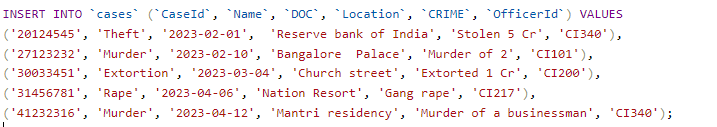 INSERT INTO `cases` (`CaseId`, `Name`, `DOC`, `Location`, `CRIME`, `OfficerId`) VALUES
('20124545', 'Theft', '2023-02-01',  'Reserve bank of India', 'Stolen 5 Cr', 'CI340'),
('27123232', 'Murder', '2023-02-10', 'Bangalore  Palace', 'Murder of 2', 'CI101'),
('30033451', 'Extortion', '2023-03-04', 'Church street', 'Extorted 1 Cr', 'CI200'),
('31456781', 'Rape', '2023-04-06', 'Nation Resort', 'Gang rape', 'CI217'),
('41232316', 'Murder', '2023-04-12', 'Mantri residency', 'Murder of a businessman', 'CI340');